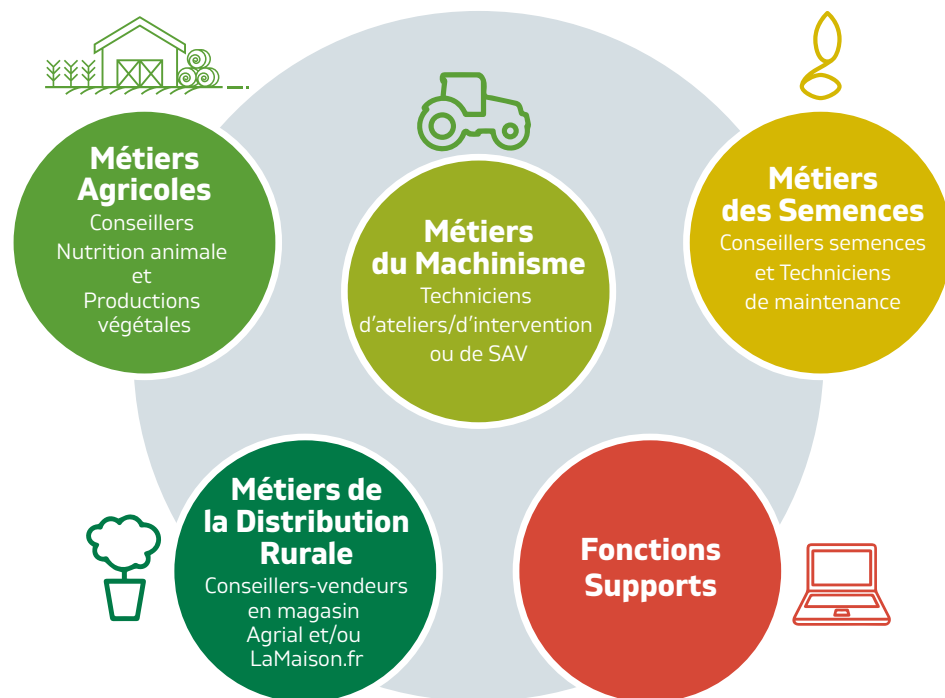 Métiers
Agricoles
Conseillers
Nutrition animale
et
Productions
végétales
Métiers
du Machinisme
Techniciens
d'ateliers/d'intervention
ou de SAV
Métiers
des Semences
Conseillers semences
et Techniciens
de maintenance
Métiers de
la Distribution
Rurale
Conseillers-vendeurs
en magasin
Agrial et/ou
LaMaison.fr
Fonctions
Supports